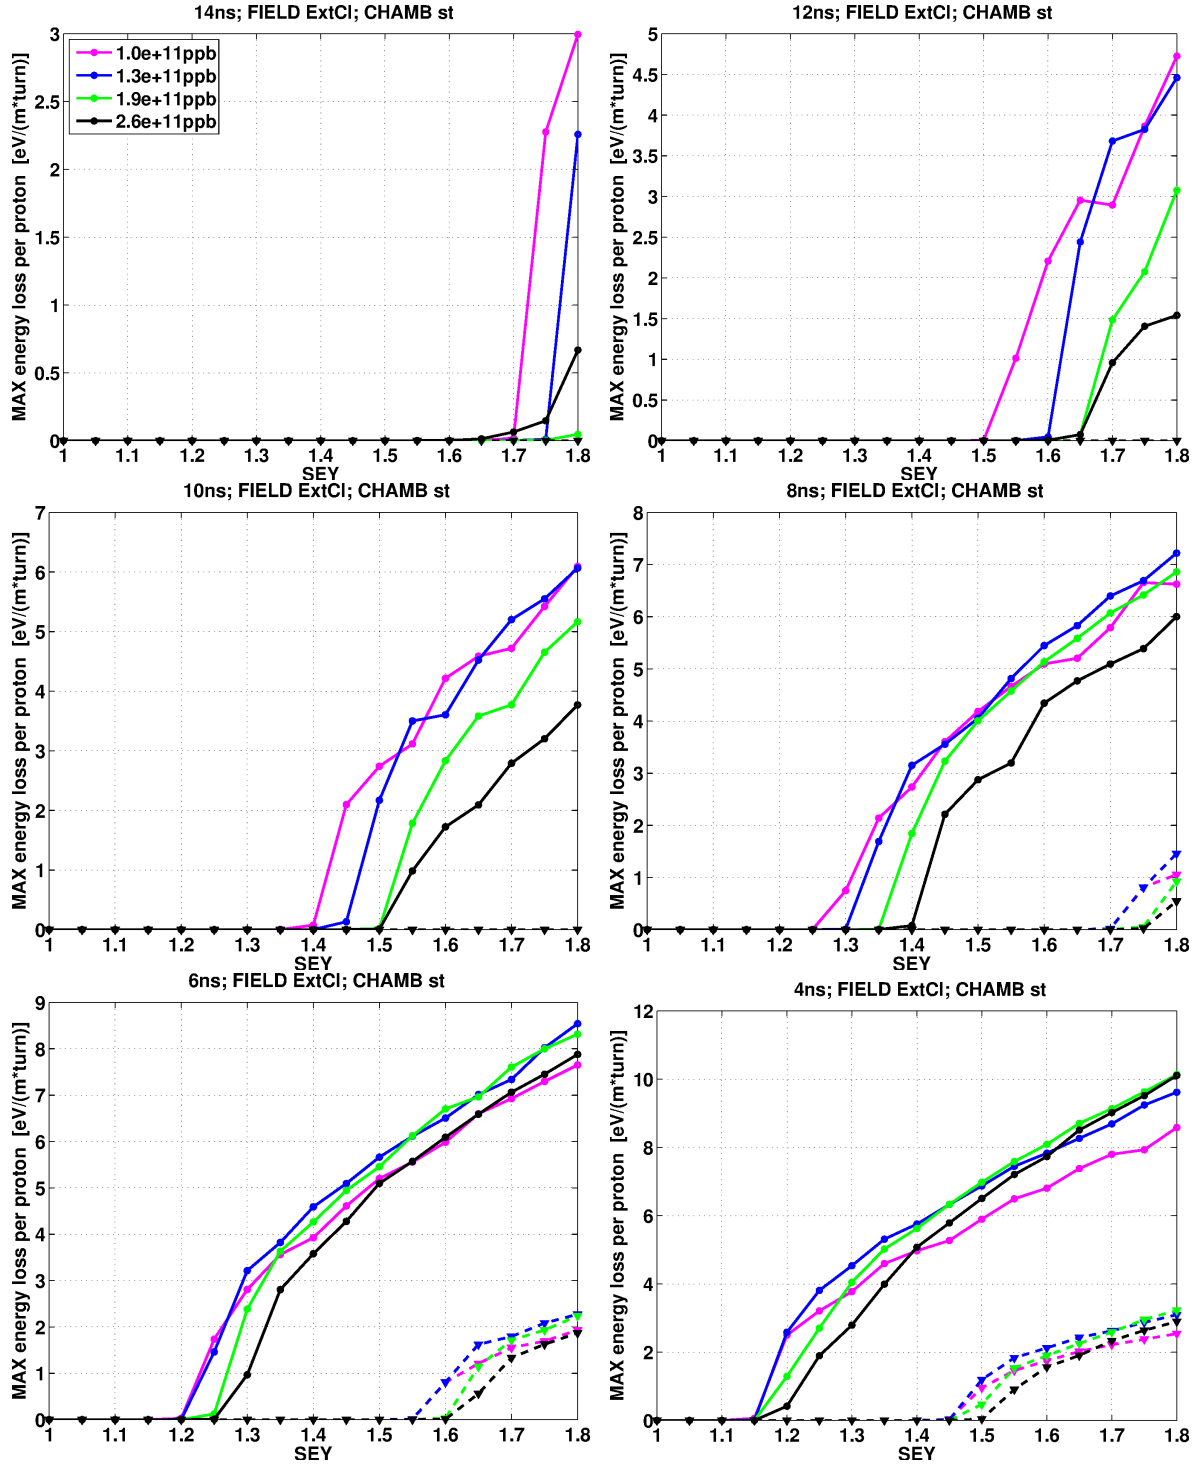 14ns; FIELD ExtCl; CHAMB st
MAX energy loss per proton [eV/(m*turn)]
3
2.5
2
1.5
1
0.5
0
1.0e+11ppb
1.3e+11ppb
1.9e+11ppb
2.6e+11ppb
1 1.1 1.2 1.3 1.4 1.5 1.6 1.7 1.8
SEY
12ns; FIELD ExtCl; CHAMB st
MAX energy loss per proton [eV/(m*turn)]
5
4.5
4
3.5
3
2.5
2
1.5
1
0.5
0
1 1.1 1.2 1.3 1.4 1.5 1.6 1.7 1.8
SEY
10ns; FIELD ExtCl; CHAMB st
MAX energy loss per proton [eV/(m*turn)]
7
6
5
4
3
2
1
0
1 1.1 1.2 1.3 1.4 1.5 1.6 1.7 1.8
SEY
8ns; FIELD ExtCl; CHAMB st
MAX energy loss per proton [eV/(m*turn)]
8
7
6
5
4
3
2
1
0
1 1.1 1.2 1.3 1.4 1.5 1.6 1.7 1.8
SEY
6ns; FIELD ExtCl; CHAMB st
MAX energy loss per proton [eV/(m*turn)]
9
8
7
6
5
4
3
2
1
0
1 1.1 1.2 1.3 1.4 1.5 1.6 1.7 1.8
SEY
4ns; FIELD ExtCl; CHAMB st
MAX energy loss per proton [eV/(m*turn)]
12
10
8
6
4
2
0
1 1.1 1.2 1.3 1.4 1.5 1.6 1.7 1.8
SEY